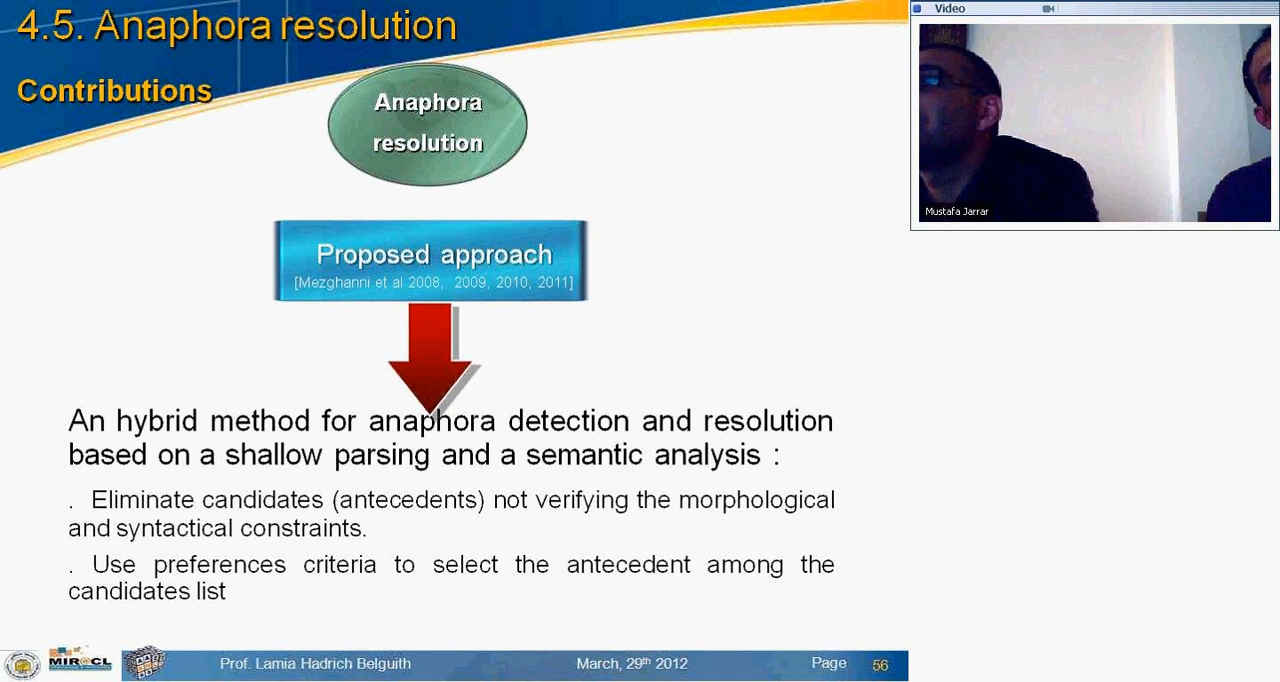 4.5. Anaphora resolution
Contributions
Anaphora
resolution
Proposed approach
[Mezghanni et al 2008, 2009, 2010, 2011]
An hybrid method for anaphora detection and resolution
based on a shallow parsing and a semantic analysis :
. Eliminate candidates (antecedents) not verifying the morphological
and syntactical constraints.
. Use preferences criteria to select the antecedent among the
candidates list
MIR@CL
Prof. Lamia Hadrich Belguith
March, 29th 2012
Page 56
Video
Mustafa Jarrar